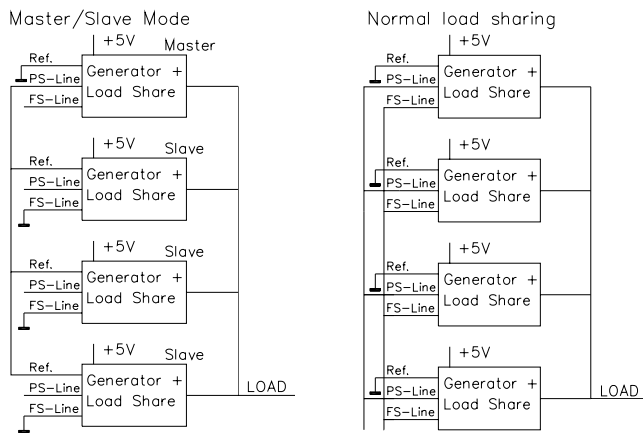 Master/Slave Mode
+5V
Master
Ref.
PS-Line
FS-Line
Generator +
Load Share
+5V
Slave
Ref.
PS-Line
FS-Line
Generator +
Load Share
+5V
Slave
Ref.
PS-Line
FS-Line
Generator +
Load Share
+5V
Slave
Ref.
PS-Line
FS-Line
Generator +
Load Share
LOAD
Normal load sharing
+5V
Ref.
PS-Line
FS-Line
Generator +
Load Share
+5V
Ref.
PS-Line
FS-Line
Generator +
Load Share
+5V
Ref.
PS-Line
FS-Line
Generator +
Load Share
+5V
Ref.
PS-Line
FS-Line
Generator +
Load Share
LOAD